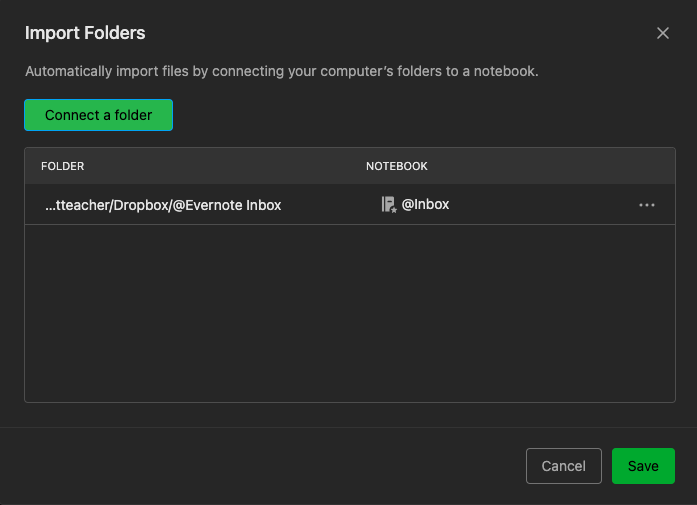 Import Folders
Automatically import files by connecting your computer’s folders to a notebook.
Connect a folder
FOLDER NOTEBOOK
...tteacher/Dropbox/@Evernote Inbox @Inbox
Cancel Save